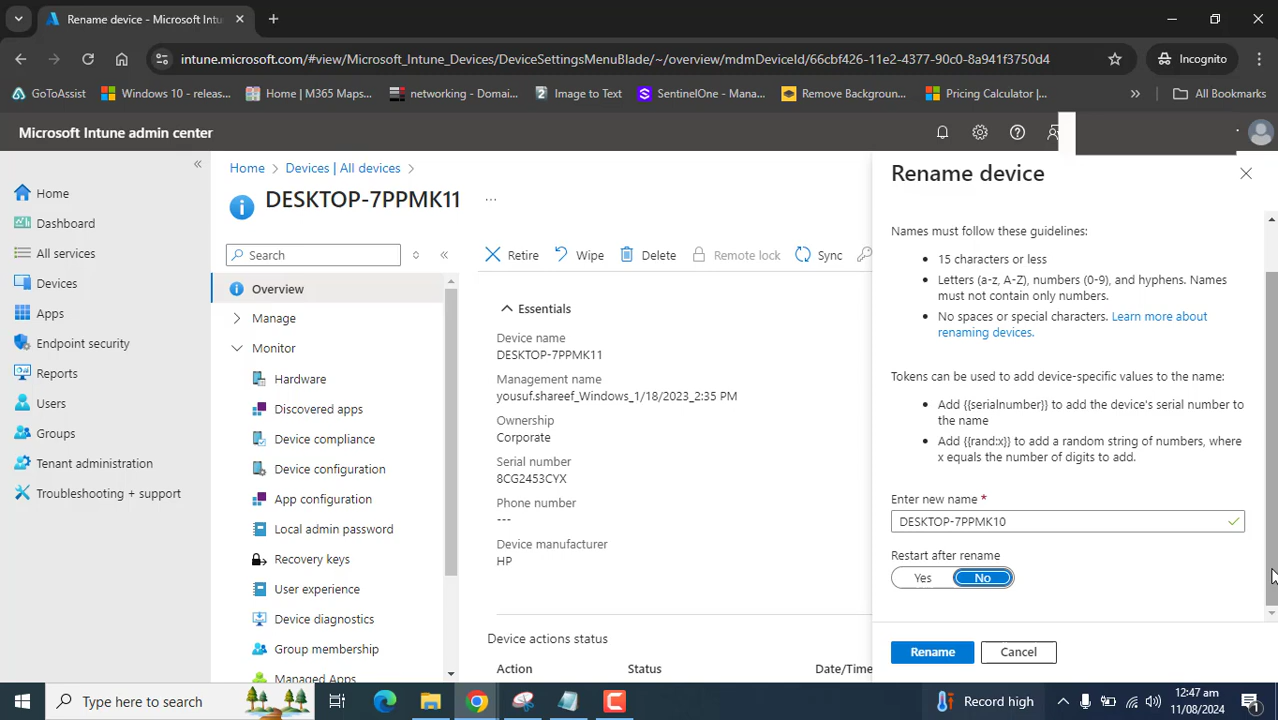 Rename device - Microsoft Intu
intune.microsoft.com/#view/Microsoft_Intune_Devices/DeviceSettingsMenuBlade/~/overview/mdmDeviceId/66cbf426-11e2-4377-90c0-8a941f3750d4
Incognito
GoToAssist
Windows 10 - releas...
Home | M365 Maps...
networking - Domai...
Image to Text
SentinelOne - Mana...
Remove Backgroun...
Pricing Calculator |...
All Bookmarks
Microsoft Intune admin center
Home
Dashboard
All services
Devices
Apps
Endpoint security
Reports
Users
Groups
Tenant administration
Troubleshooting + support
Home > Devices | All devices >
DESKTOP-7PPMK11 ...
Search
Overview
Manage
Monitor
Hardware
Discovered apps
Device compliance
Device configuration
App configuration
Local admin password
Recovery keys
User experience
Device diagnostics
Group membership
Managed Apps
Retire Wipe Delete Remote lock Sync
Essentials
Device name
DESKTOP-7PPMK11
Management name
yousuf.shareef_Windows_1/18/2023_2:35 PM
Ownership
Corporate
Serial number
8CG2453CYX
Phone number
---
Device manufacturer
HP
Device actions status
Action Status Date/Time
Rename device
Names must follow these guidelines:
• 15 characters or less
• Letters (a-z, A-Z), numbers (0-9), and hyphens. Names
must not contain only numbers.
• No spaces or special characters. Learn more about
renaming devices.
Tokens can be used to add device-specific values to the name:
• Add {{serialnumber}} to add the device's serial number to
the name
• Add {{rand:x}} to add a random string of numbers, where
x equals the number of digits to add.
Enter new name *
DESKTOP-7PPMK10
Restart after rename
Yes No
Rename Cancel
Type here to search
Record high
12:47 am
11/08/2024
1